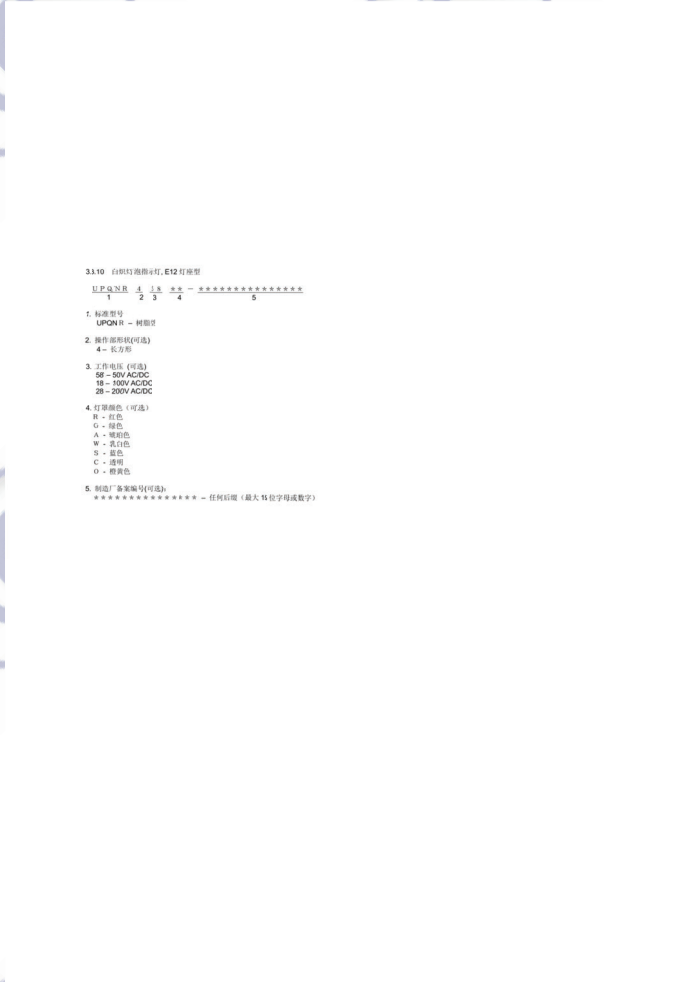 3.3.10 白炽灯泡指示灯, E12 灯座型
UPQNR 4 38 ** - ***************
1 2 3 4 5
1. 标准型号
UPQN R – 树脂型
2. 操作部形状(可选)
4 – 长方形
3. 工作电压 (可选)
58 – 50V AC/DC
18 – 100V AC/DC
28 – 200V AC/DC
4. 灯罩颜色(可选)
R - 红色
G - 绿色
A - 琥珀色
W - 乳白色
S - 蓝色
C - 透明
O - 橙黄色
5. 制造厂备案编号(可选):
*************** – 任何后缀(最大 15 位字母或数字)